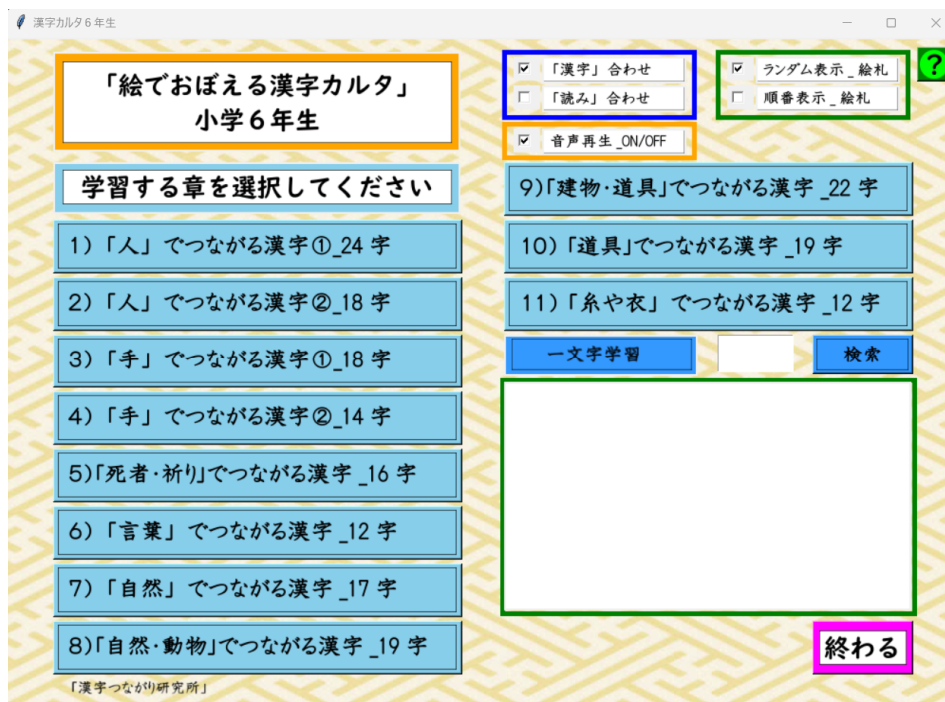 漢字カルタ6年生
「絵でおぼえる漢字カルタ」
小学6年生
学習する章を選択してください
1)「人」でつながる漢字①_24字
2)「人」でつながる漢字②_18字
3)「手」でつながる漢字①_18字
4)「手」でつながる漢字②_14字
5)「死者・祈り」でつながる漢字_16字
6)「言葉」でつながる漢字_12字
7)「自然」でつながる漢字_17字
8)「自然・動物」でつながる漢字_19字
「漢字つながり研究所」
「漢字」合わせ
「読み」合わせ
音声再生_ON/OFF
ランダム表示_絵札
順番表示_絵札
?
9)「建物・道具」でつながる漢字_22字
10)「道具」でつながる漢字_19字
11)「糸や衣」でつながる漢字_12字
一文字学習
検索
終わる